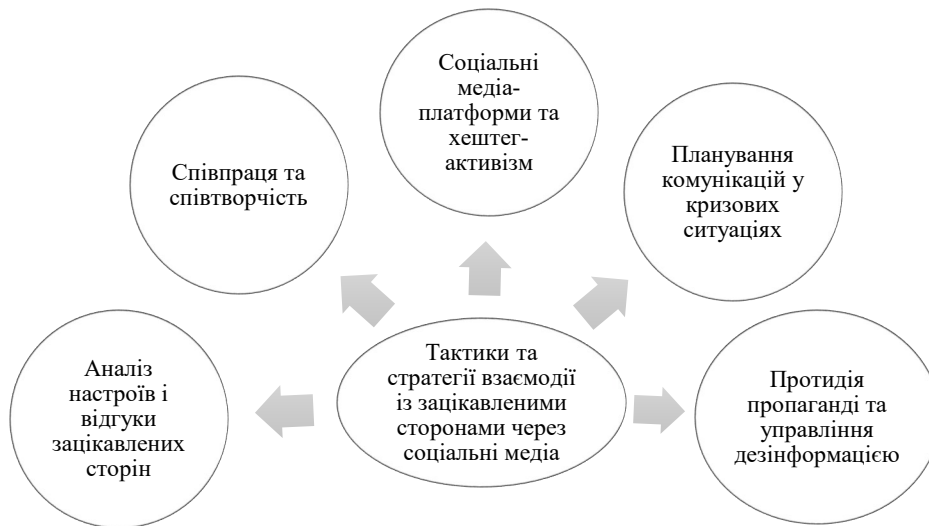 Соціальні
медіа-
платформи та
хештег-
активізм
Співпраця та
співтворчість
Планування
комунікацій у
кризових
ситуаціях
Аналіз
настроїв і
відгуки
зацікавлених
сторін
Тактики та
стратегії взаємодії
із зацікавленими
сторонами через
соціальні медіа
Протидія
пропаганді та
управління
дезінформацією